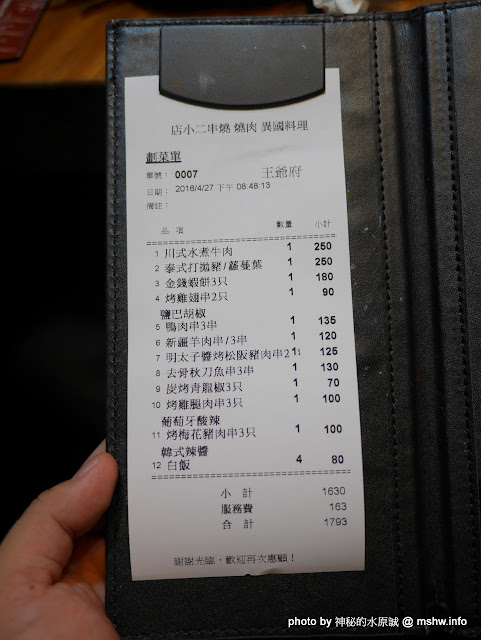 店小二串燒 燒肉 異國料理
劃菜單
單號： 0007 王爺府
日期： 2016/4/27 下午 08:48:13
備註：
品 項 數量 小計
1 川式水煮牛肉 1 250
2 泰式打拋豬/蘿蔓葉 1 250
3 金錢蝦餅3只 1 180
4 烤雞翅串2只 1 90
鹽巴胡椒
5 鴨肉串3串 1 135
6 新疆羊肉串/3串 1 120
7 明太子醬烤松阪豬肉串2 1 125
8 去骨秋刀魚串3串 1 130
9 炭烤青龍椒3只 1 70
10 烤雞腿肉串3只 1 100
葡萄牙酸辣
11 烤梅花豬肉串3只 1 100
韓式辣醬
12 白飯 4 80
小 計 1630
服務費 163
合 計 1793
謝謝光臨，歡迎再次惠顧！
photo by 神秘的水原誠 @ mshw.info